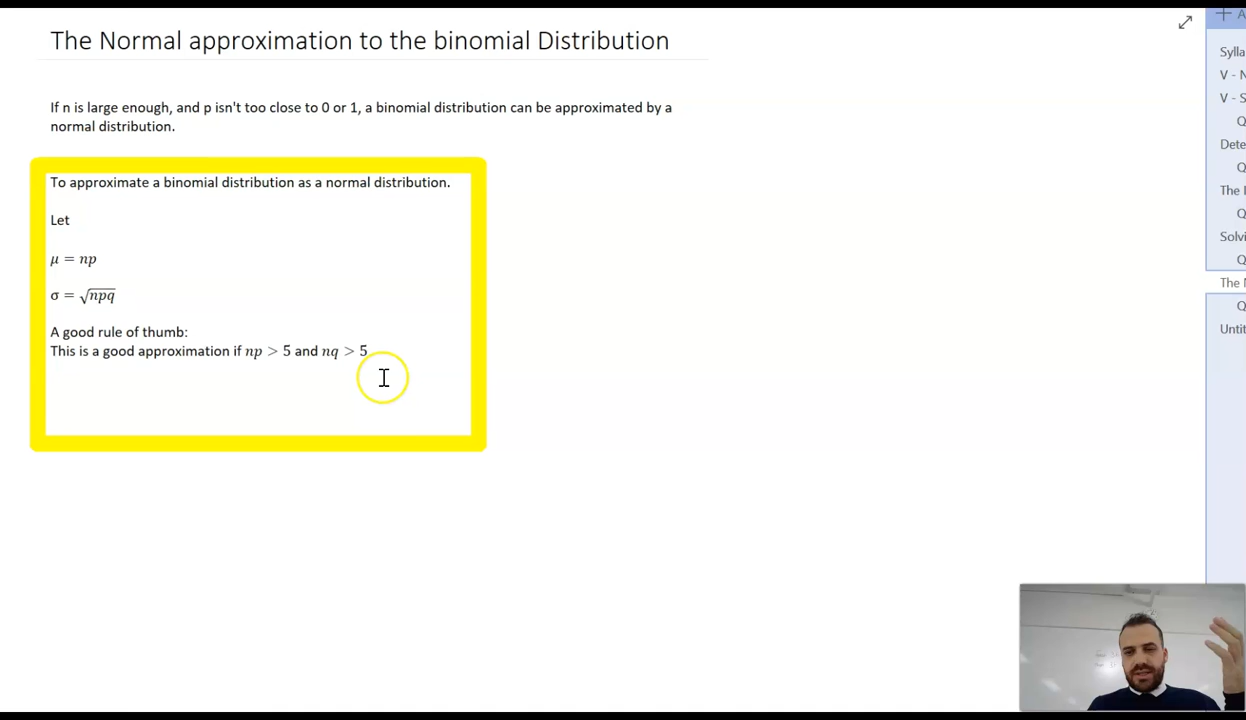 The Normal approximation to the binomial Distribution
If n is large enough, and p isn't too close to 0 or 1, a binomial distribution can be approximated by a
normal distribution.
To approximate a binomial distribution as a normal distribution.
Let
μ = np
σ = √npq
A good rule of thumb:
This is a good approximation if np > 5 and nq > 5
Sylla
V - N
V - S
Q
Dete
Q
The
Q
Solvi
Q
The
Q
Untit